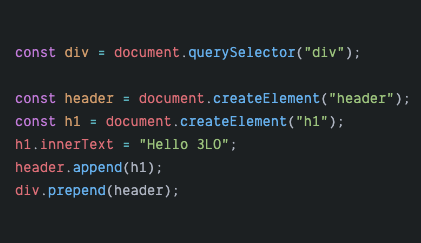 const div = document.querySelector("div");
const header = document.createElement("header");
const h1 = document.createElement("h1");
h1.innerText = "Hello 3LO";
header.append(h1);
div.prepend(header);